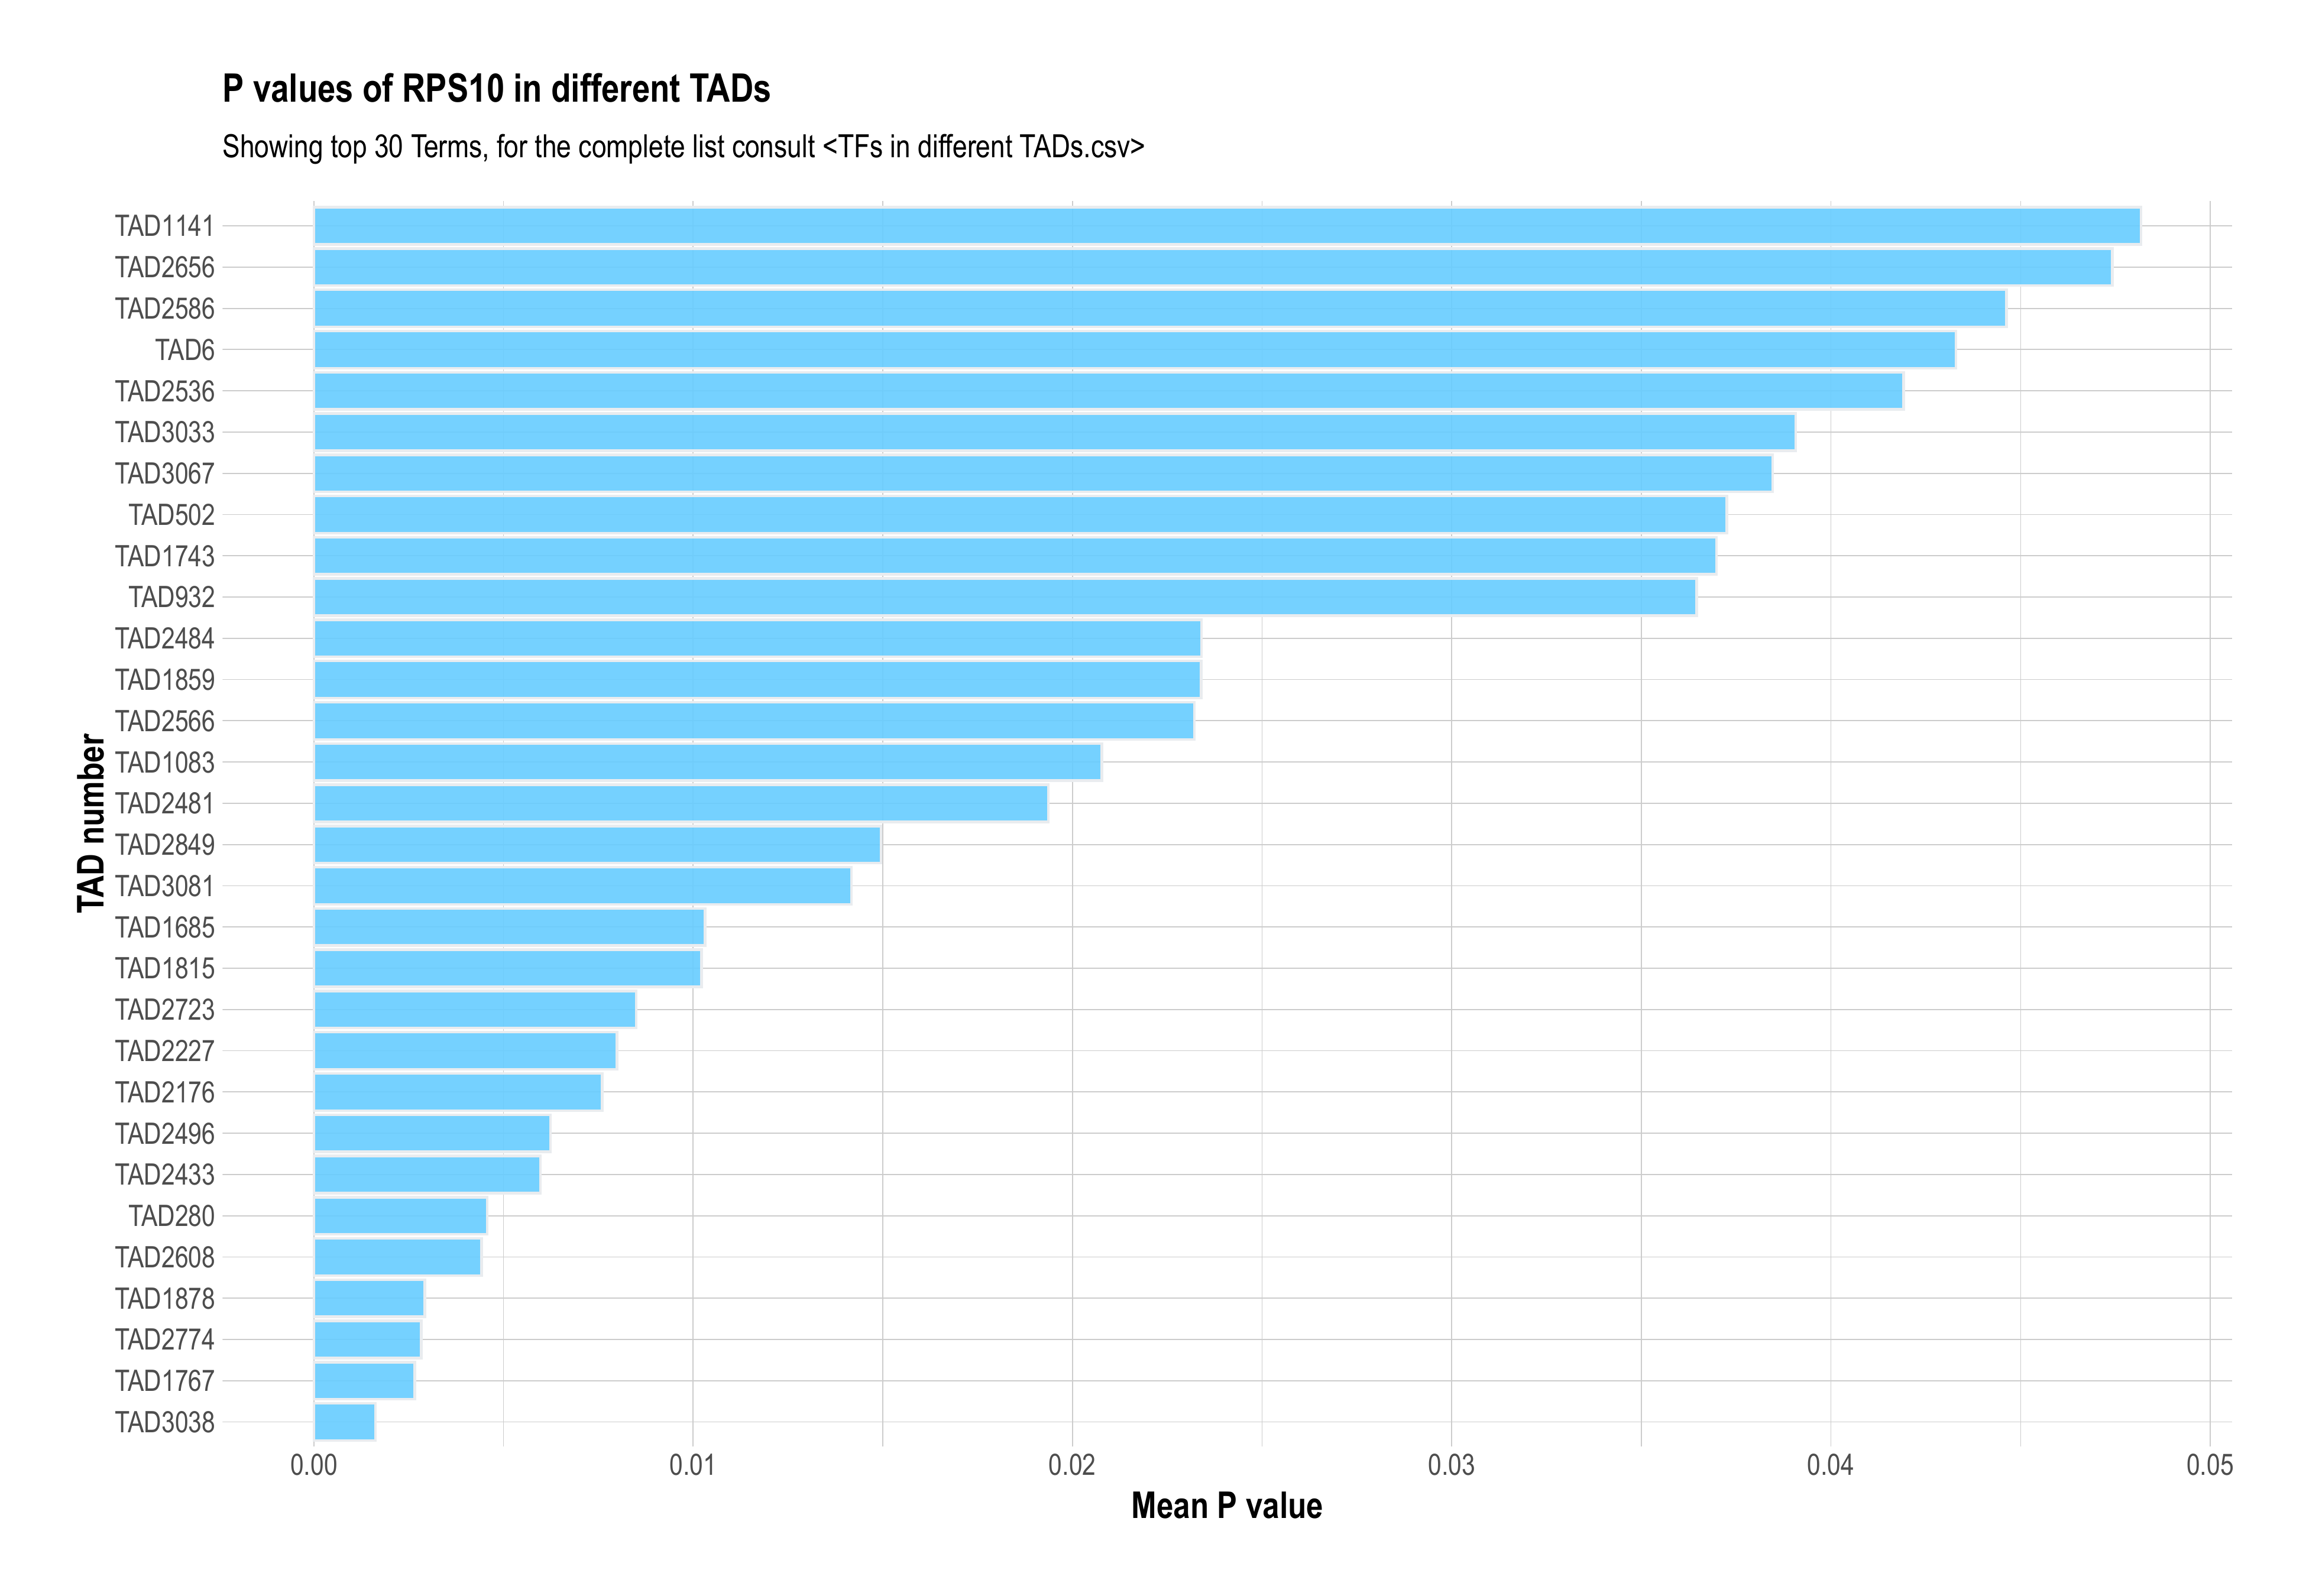 P values of RPS10 in different TADs
Showing top 30 Terms, for the complete list consult <TFs in different TADs.csv>
TAD number
TAD1141
TAD2656
TAD2586
TAD6
TAD2536
TAD3033
TAD3067
TAD502
TAD1743
TAD932
TAD2484
TAD1859
TAD2566
TAD1083
TAD2481
TAD2849
TAD3081
TAD1685
TAD1815
TAD2723
TAD2227
TAD2176
TAD2496
TAD2433
TAD280
TAD2608
TAD1878
TAD2774
TAD1767
TAD3038
0.00 0.01 0.02 0.03 0.04 0.05
Mean P value